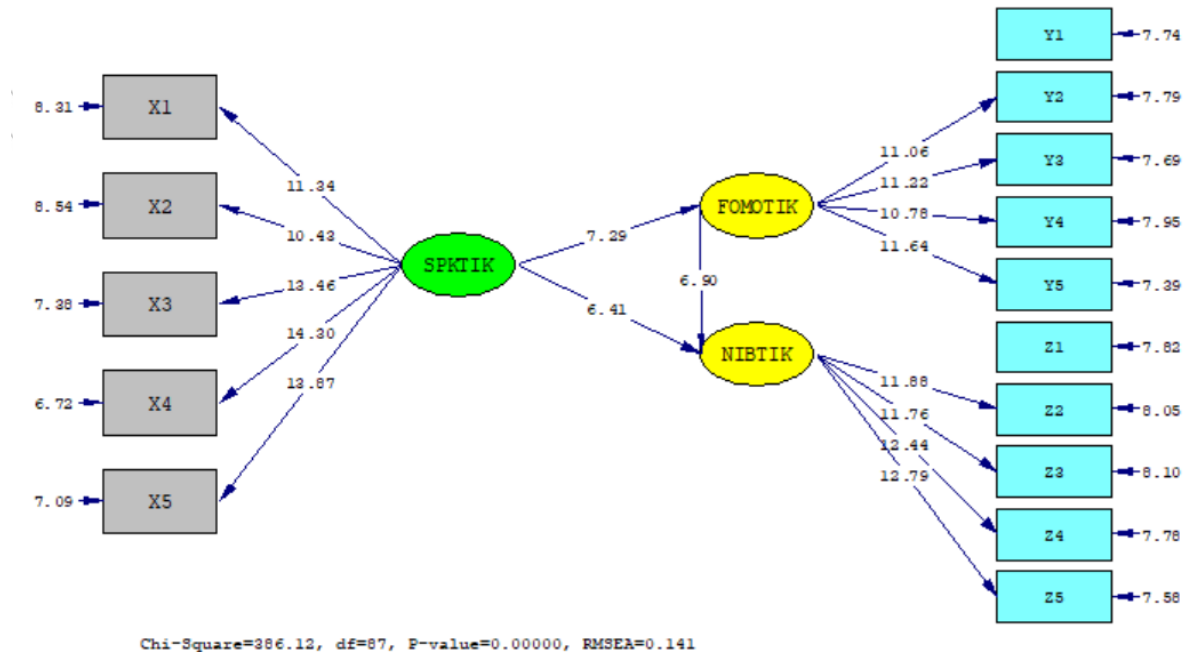 Y1
7.74
8.31
X1
Y2
7.79
11.06
Y3
7.69
11.34
11.22
8.54
X2
FOMOTIK
10.78
Y4
7.95
10.43
7.29
11.64
SPKTIK
6.90
Y5
7.39
7.38
X3
13.46
6.41
14.30
NIBTIK
Z1
7.82
13.87
11.88
6.72
X4
11.76
Z2
8.05
12.44
12.79
Z3
8.10
7.09
X5
Z4
7.78
Z5
7.58
Chi-Square=386.12, df=87, P-value=0.00000, RMSEA=0.141